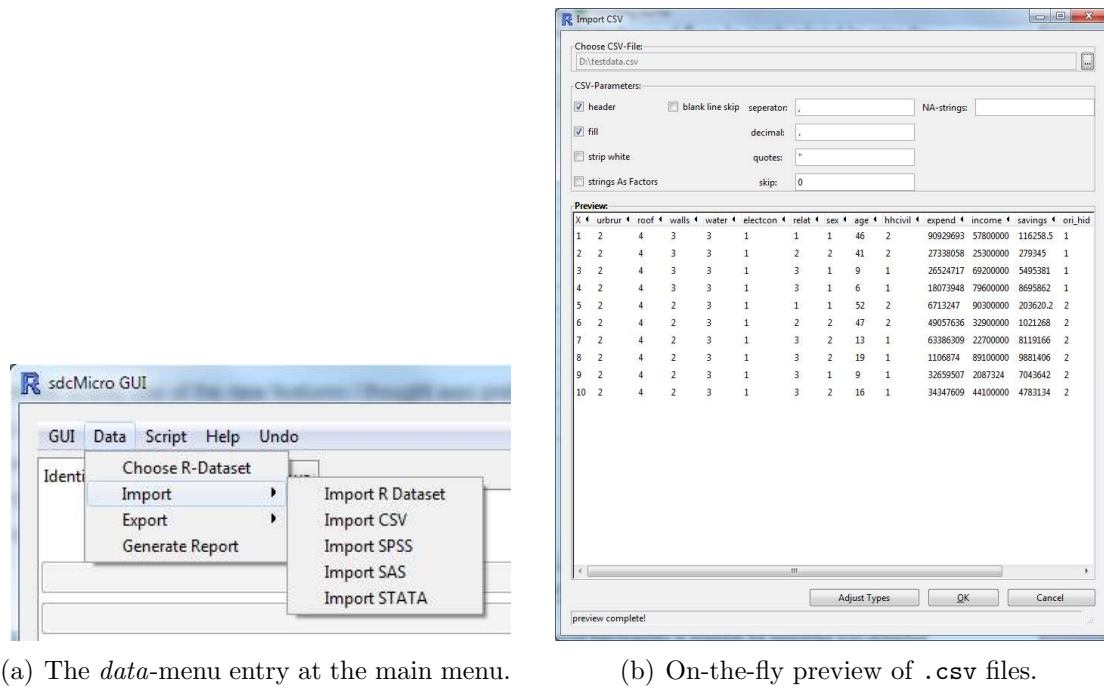 sdcMicro GUI
GUI Data Script Help Undo
Identi
Choose R-Dataset
Import
Export
Generate Report
Import R Dataset
Import CSV
Import SPSS
Import SAS
Import STATA
(a) The data-menu entry at the main menu.
Import CSV
Choose CSV-File:
D:\testdata.csv
...
CSV-Parameters:
header blank line skip seperator: , NA-strings:
fill decimal: .
strip white quotes: "
strings As Factors skip: 0
Preview:
X urbrur roof walls water electcon relat sex age hhcivil expend income savings ori_hid
1 2 4 3 3 1 1 1 46 2 90929693 57800000 116258.5 1
2 2 4 3 3 1 2 2 41 2 27338058 25300000 279345 1
3 2 4 3 3 1 3 1 9 1 26524717 69200000 5495381 1
4 2 4 3 3 1 3 1 6 1 18073948 79600000 8695862 1
5 2 4 2 3 1 1 1 52 2 6713247 90300000 203620.2 2
6 2 4 2 3 1 2 2 47 2 49057636 32900000 1021268 2
7 2 4 2 3 1 3 2 13 1 63386309 22700000 8119166 2
8 2 4 2 3 1 3 2 19 1 1106874 89100000 9881406 2
9 2 4 2 3 1 3 1 9 1 32659507 2087324 7043642 2
10 2 4 2 3 1 3 2 16 1 34347609 44100000 4783134 2
Adjust Types OK Cancel
preview complete!
(b) On-the-fly preview of .csv files.